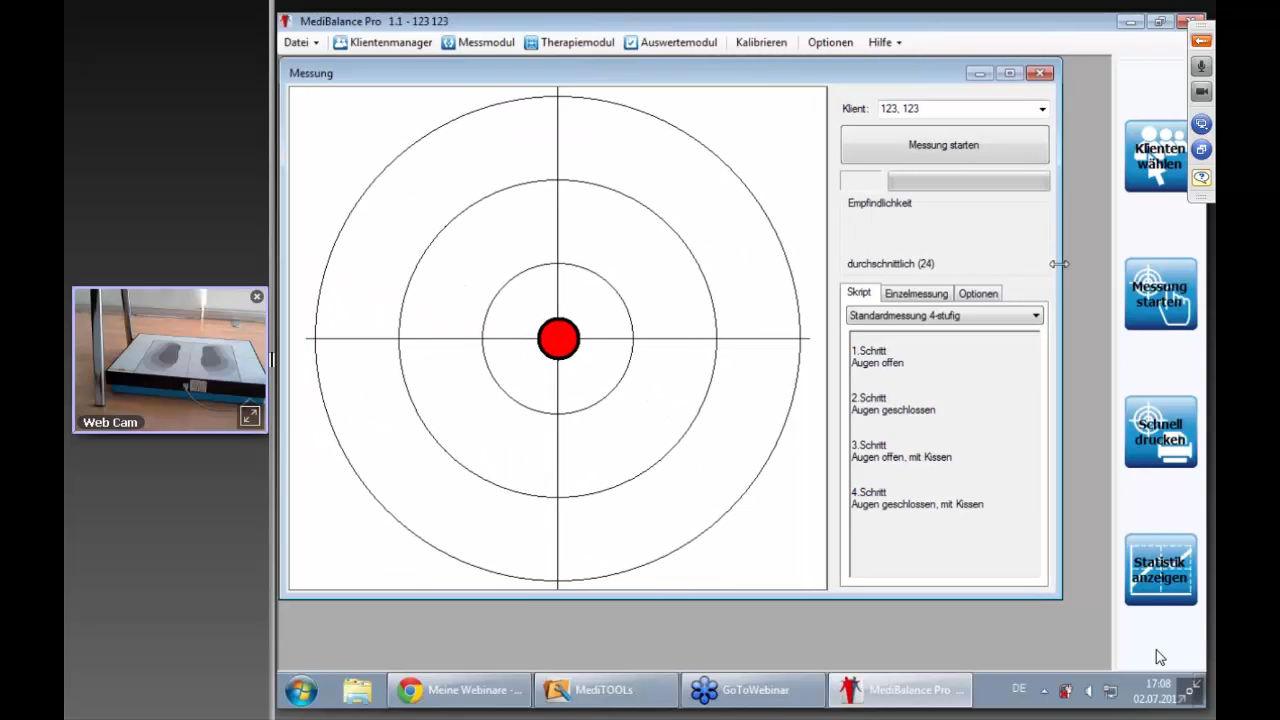 MediBalance Pro 1.1 - 123 123
Datei Klientenmanager Messmodul Therapiemodul Auswertemodul Kalibrieren Optionen Hilfe
Messung
Klient: 123, 123
Messung starten
Empfindlichkeit
durchschnittlich (24)
Skript Einzelmessung Optionen
Standardmessung 4-stufig
1.Schritt
Augen offen
2.Schritt
Augen geschlossen
3.Schritt
Augen offen, mit Kissen
4.Schritt
Augen geschlossen, mit Kissen
Klienten
wählen
Messung
starten
Schnell
drucken
Statistik
anzeigen
Web Cam
Meine Webinare - ... MediTOOLs GoToWebinar MediBalance Pro ... DE 17:08
02.07.201